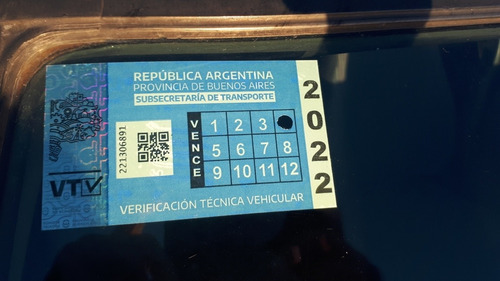 REPÚBLICA ARGENTINA
PROVINCIA DE BUENOS AIRES
SUBSECRETARÍA DE TRANSPORTE
221306891
VENCE
1 2 3
5 6 7 8
9 10 11 12
2022
VTV
VERIFICACIÓN TÉCNICA VEHICULAR